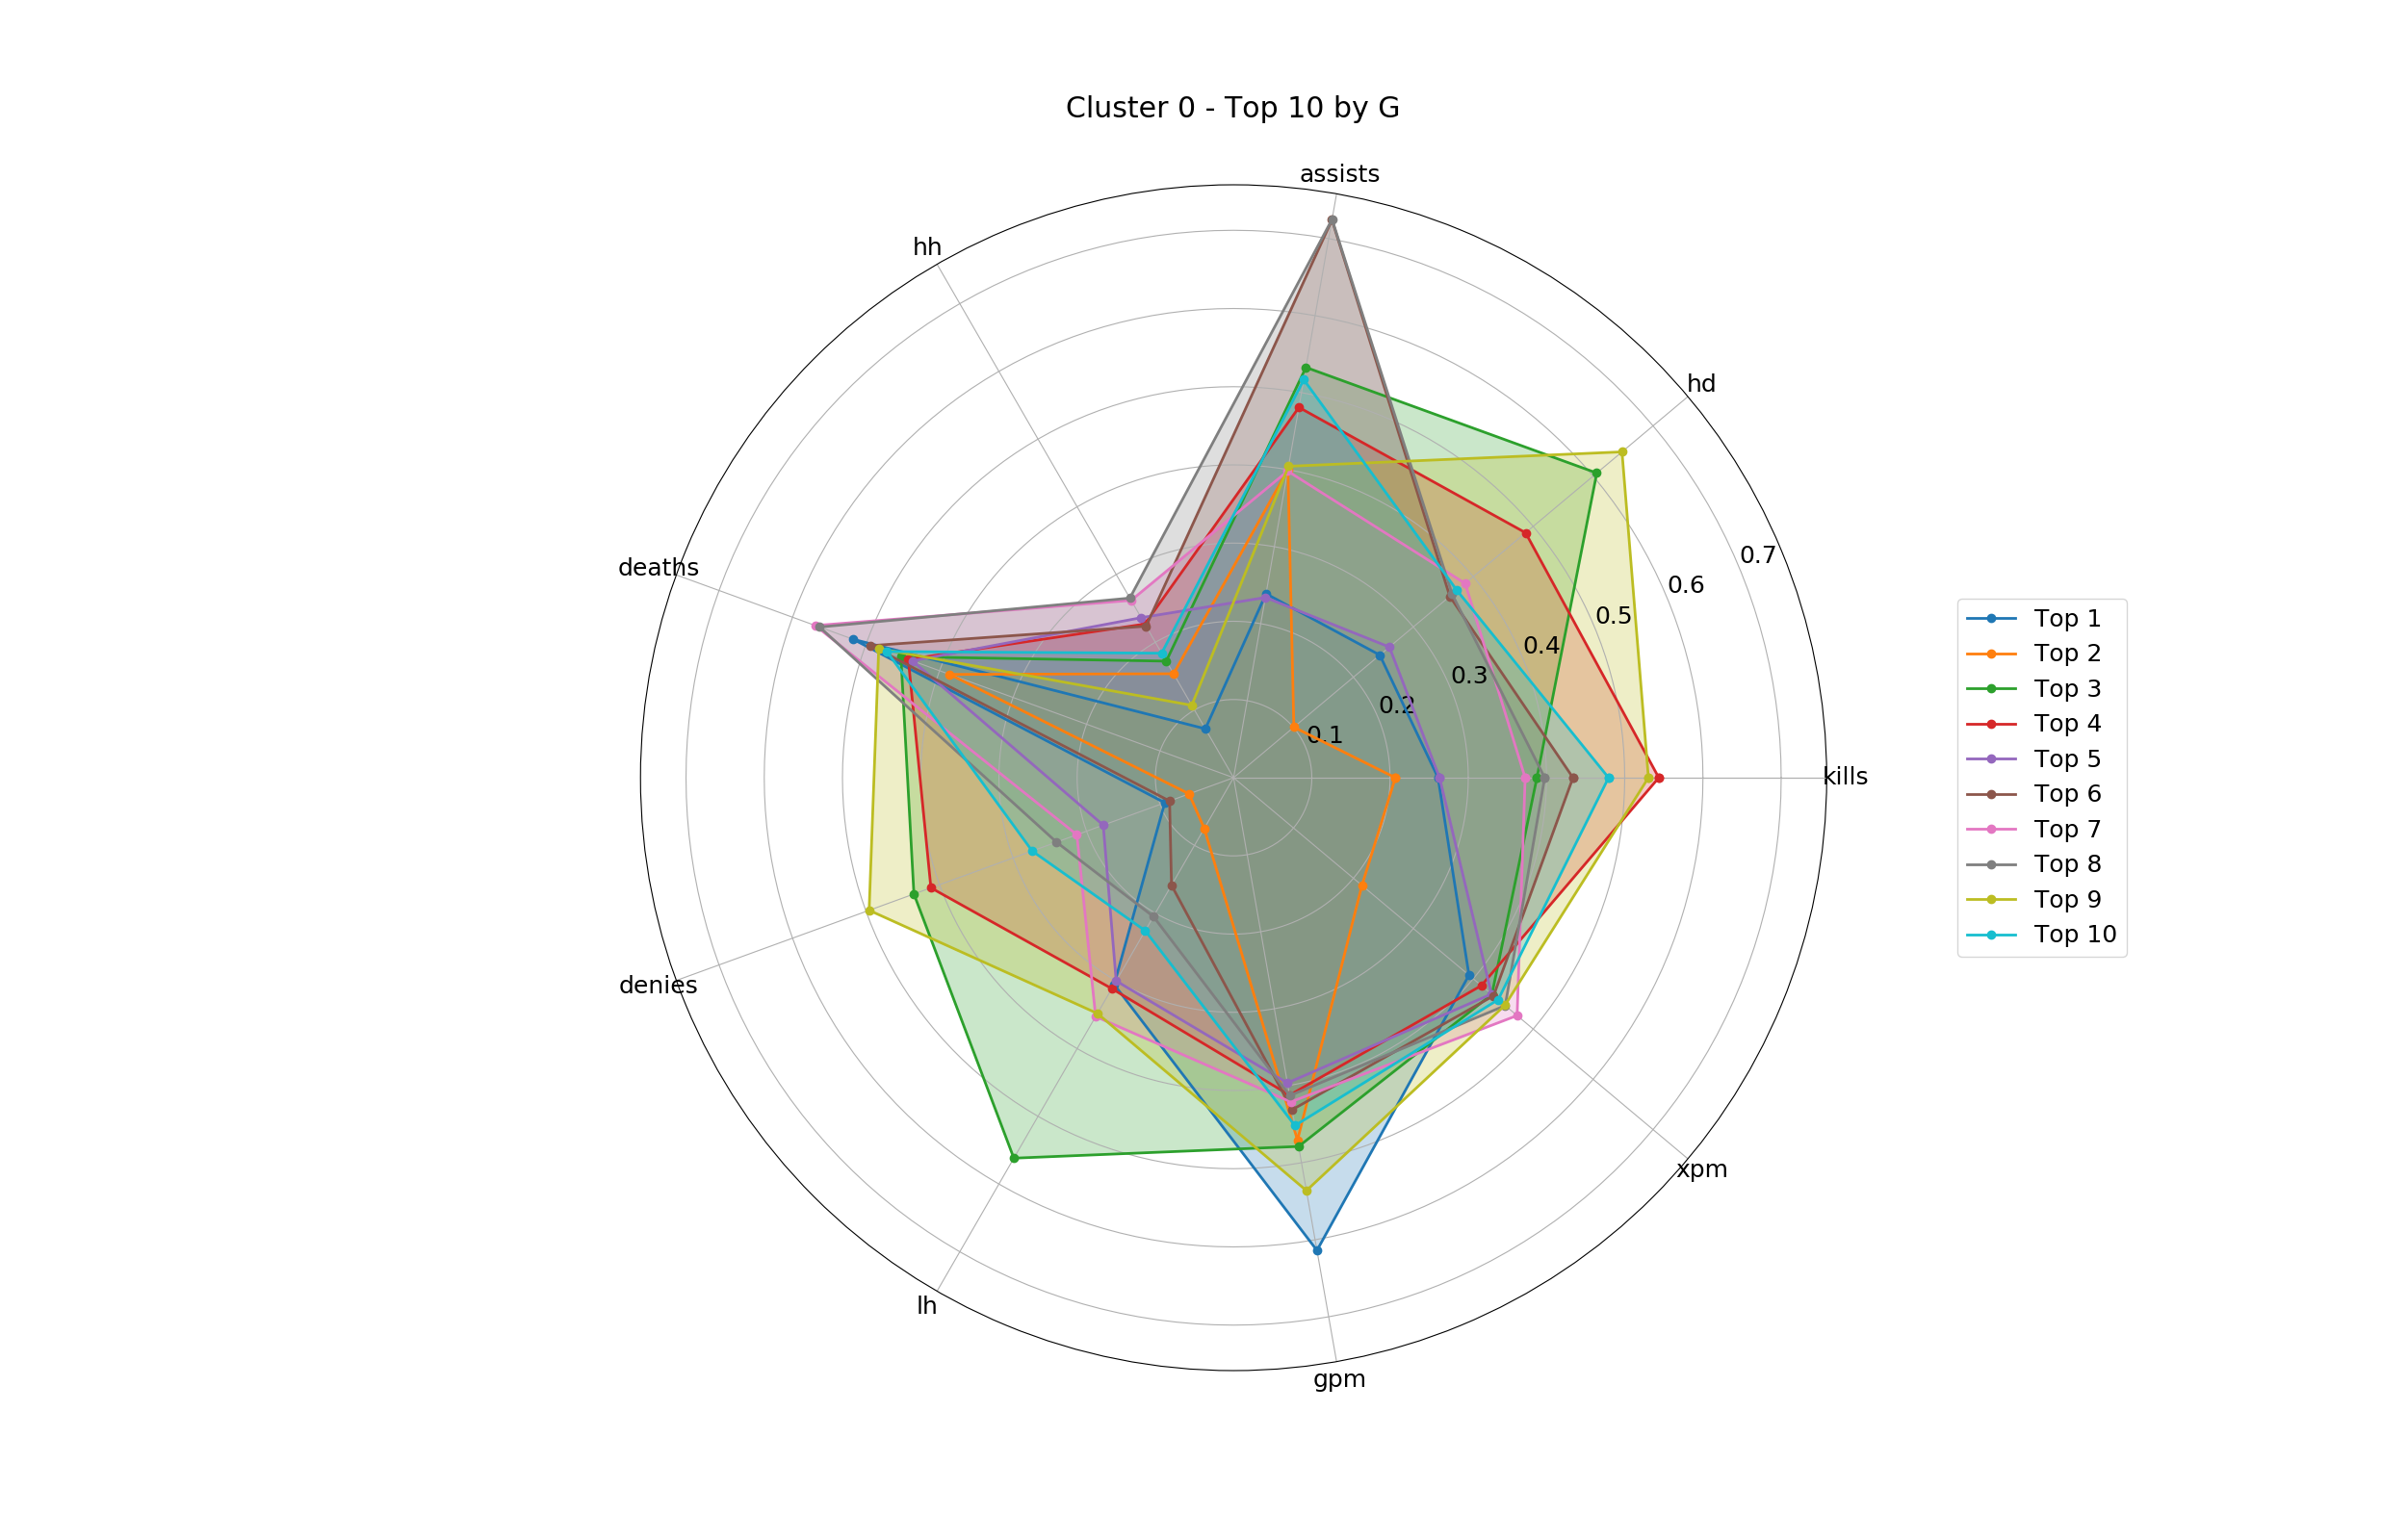 Cluster 0 - Top 10 by G
assists
hh
hd
deaths
0.7
0.6
0.5
0.4
0.3
0.2
0.1
kills
denies
xpm
lh
gpm
Top 1
Top 2
Top 3
Top 4
Top 5
Top 6
Top 7
Top 8
Top 9
Top 10